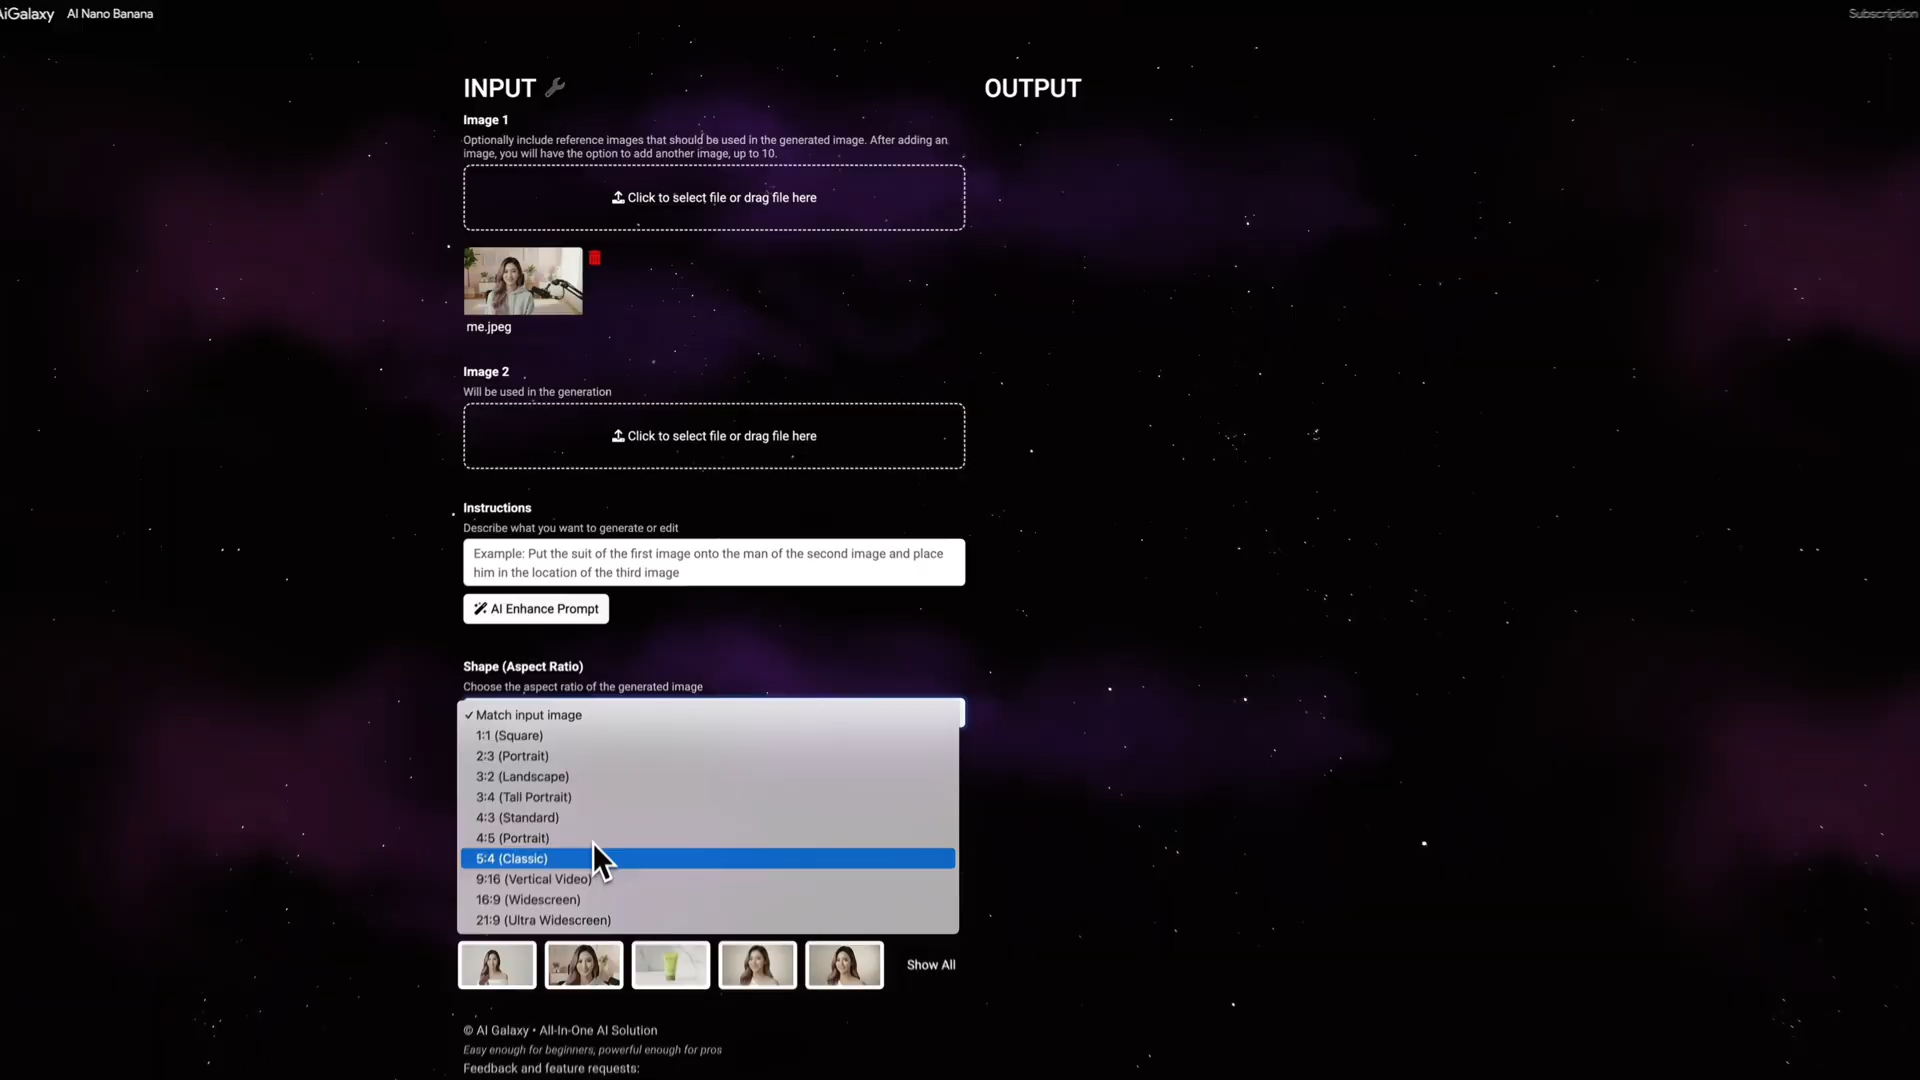 AiGalaxy AI Nano Banana Subscription
INPUT
Image 1
Optionally include reference images that should be used in the generated image. After adding an
image, you will have the option to add another image, up to 10.
Click to select file or drag file here
me.jpeg
Image 2
Will be used in the generation
Click to select file or drag file here
Instructions
Describe what you want to generate or edit
Example: Put the suit of the first image onto the man of the second image and place
him in the location of the third image
AI Enhance Prompt
Shape (Aspect Ratio)
Choose the aspect ratio of the generated image
✓ Match input image
1:1 (Square)
2:3 (Portrait)
3:2 (Landscape)
3:4 (Tall Portrait)
4:3 (Standard)
4:5 (Portrait)
5:4 (Classic)
9:16 (Vertical Video)
16:9 (Widescreen)
21:9 (Ultra Widescreen)
Show All
© AI Galaxy • All-In-One AI Solution
Easy enough for beginners, powerful enough for pros
Feedback and feature requests:
OUTPUT